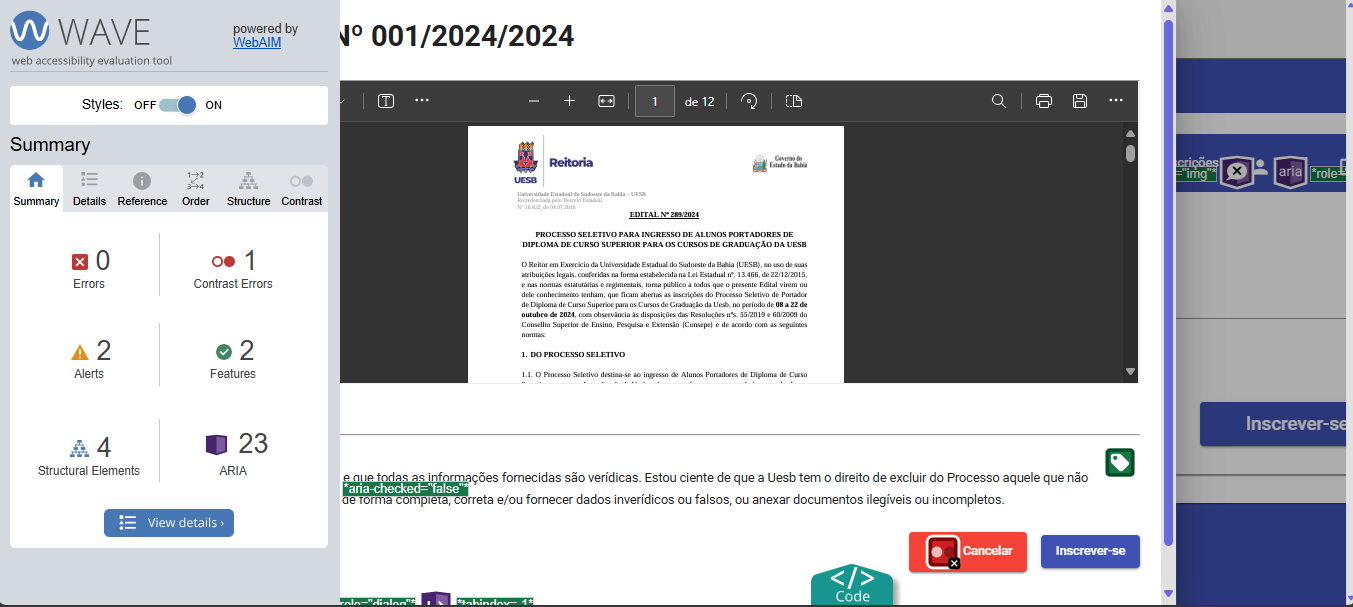 WAVE
web accessibility evaluation tool
powered by
WebAIM
Styles: OFF ON
Summary
Summary Details Reference Order Structure Contrast
0
Errors
1
Contrast Errors
2
Alerts
2
Features
4
Structural Elements
23
ARIA
View details ›
Nº 001/2024/2024
1 de 12
UESB
Reitoria
Governo do
Estado da Bahia
Universidade Estadual do Sudoeste da Bahia – UESB
Recredenciada pelo Decreto Estadual
N° 16.825, de 04.07.2016
EDITAL Nº 289/2024
PROCESSO SELETIVO PARA INGRESSO DE ALUNOS PORTADORES DE
DIPLOMA DE CURSO SUPERIOR PARA OS CURSOS DE GRADUAÇÃO DA UESB
O Reitor em Exercício da Universidade Estadual do Sudoeste da Bahia (UESB), no uso de suas
atribuições legais, conferidas na forma estabelecida na Lei Estadual nº. 13.466, de 22/12/2015,
e nas normas estatutárias e regimentais, torna público a todos que o presente Edital virem ou
dele conhecimento tenham, que ficam abertas as inscrições do Processo Seletivo de Portador
de Diploma de Curso Superior para os Cursos de Graduação da Uesb, no período de 08 a 22 de
outubro de 2024, com observância às disposições das Resoluções nºs. 55/2019 e 60/2009 do
Conselho Superior de Ensino, Pesquisa e Extensão (Consepe) e de acordo com as seguintes
normas:
1. DO PROCESSO SELETIVO
1.1. O Processo Seletivo destina-se ao ingresso de Alunos Portadores de Diploma de Curso
e que todas as informações fornecidas são verídicas. Estou ciente de que a Uesb tem o direito de excluir do Processo aquele que não
*aria-checked="false"*
de forma completa, correta e/ou fornecer dados inverídicos ou falsos, ou anexar documentos ilegíveis ou incompletos.
Cancelar
Inscrever-se
Code
role="dialog"* *tabindex=-1*
scrições
="img"* aria *role=
Inscrever-se